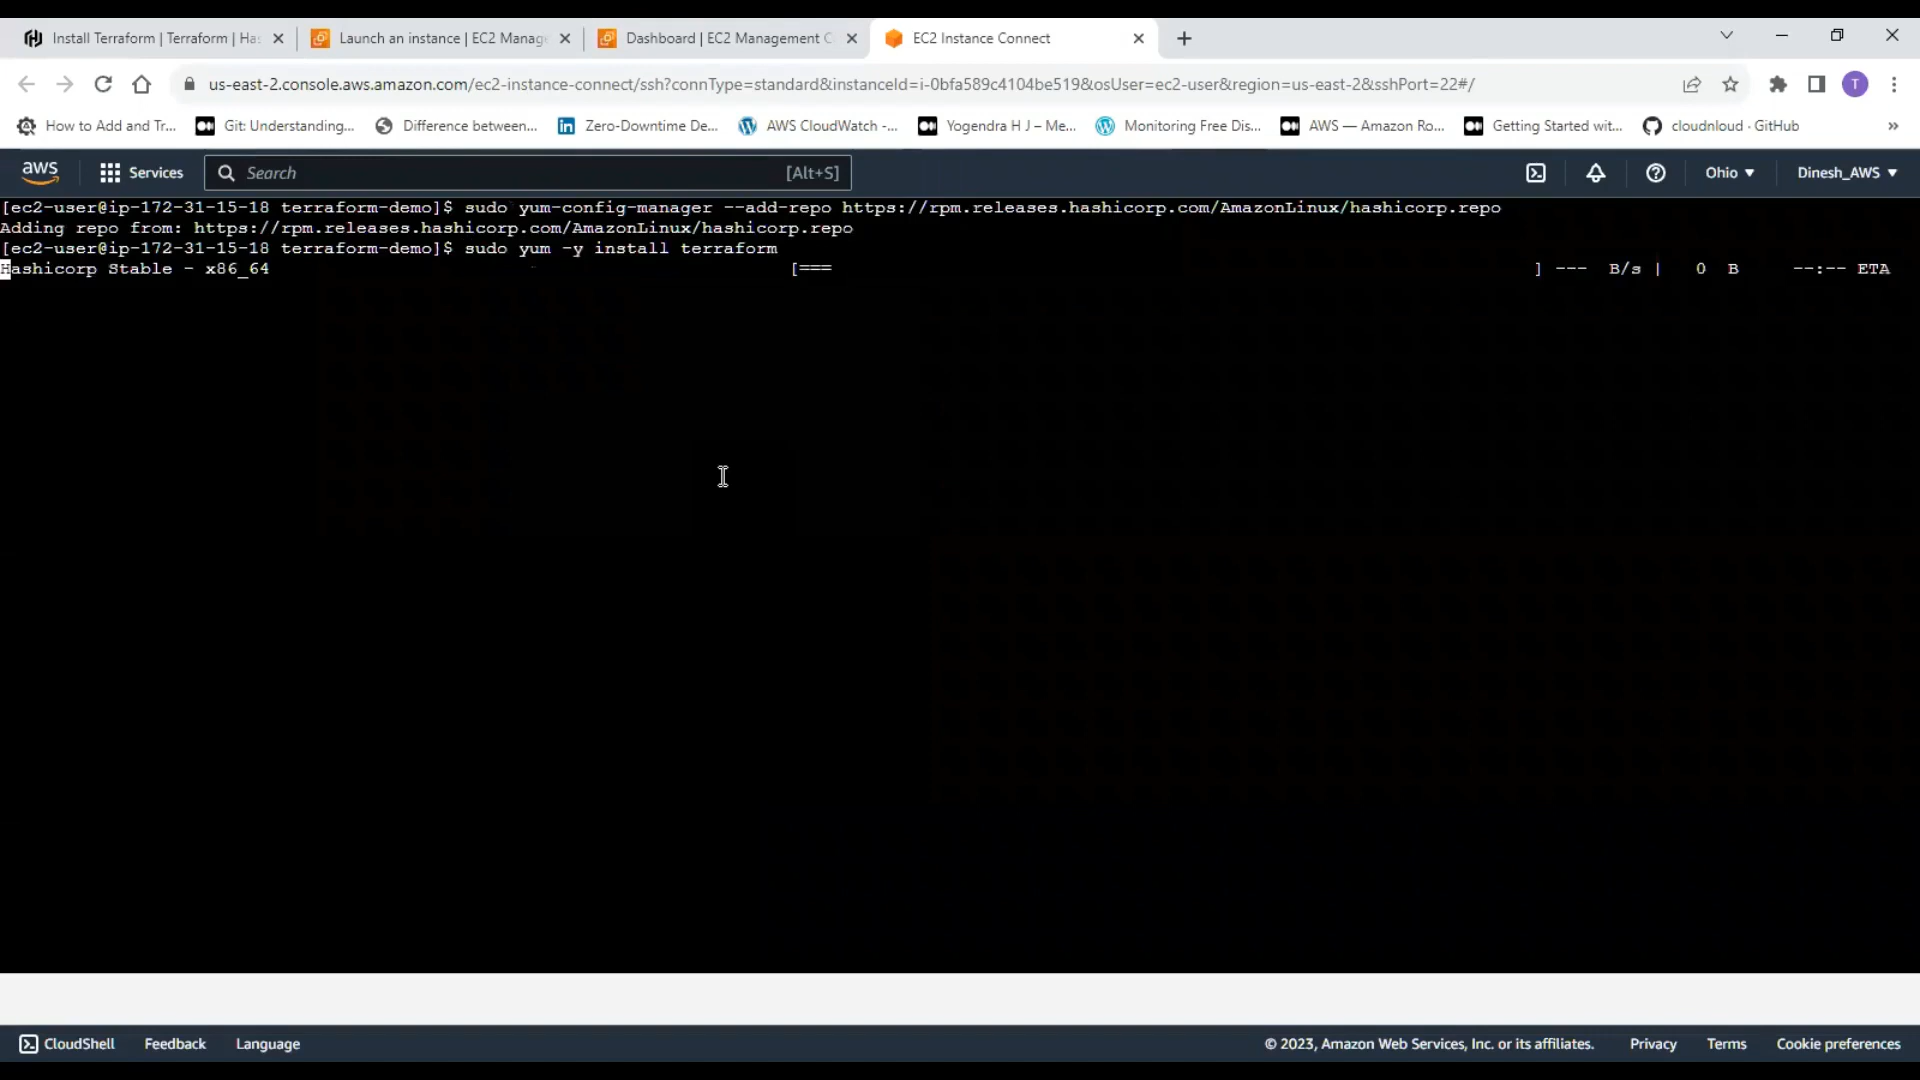 Install Terraform | Terraform | Has
Launch an instance | EC2 Manag
Dashboard | EC2 Management C
EC2 Instance Connect
us-east-2.console.aws.amazon.com/ec2-instance-connect/ssh?connType=standard&instanceId=i-0bfa589c4104be519&osUser=ec2-user&region=us-east-2&sshPort=22#/
T
How to Add and Tr...
Git: Understanding...
Difference between...
Zero-Downtime De...
AWS CloudWatch -...
Yogendra H J – Me...
Monitoring Free Dis...
AWS — Amazon Ro...
Getting Started wit...
cloudnloud · GitHub
»
aws
Services
Search
[Alt+S]
Ohio
Dinesh_AWS
[ec2-user@ip-172-31-15-18 terraform-demo]$ sudo yum-config-manager --add-repo https://rpm.releases.hashicorp.com/AmazonLinux/hashicorp.repo
Adding repo from: https://rpm.releases.hashicorp.com/AmazonLinux/hashicorp.repo
[ec2-user@ip-172-31-15-18 terraform-demo]$ sudo yum -y install terraform
Hashicorp Stable - x86_64 [=== ] --- B/s | 0 B --:-- ETA
CloudShell
Feedback
Language
© 2023, Amazon Web Services, Inc. or its affiliates.
Privacy
Terms
Cookie preferences